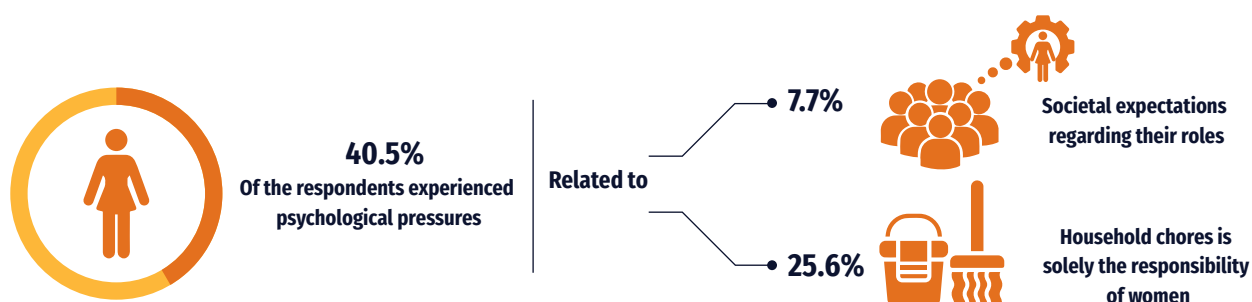 40.5%
Of the respondents experienced
psychological pressures
Related to
7.7%
Societal expectations
regarding their roles
25.6%
Household chores is
solely the responsibility
of women